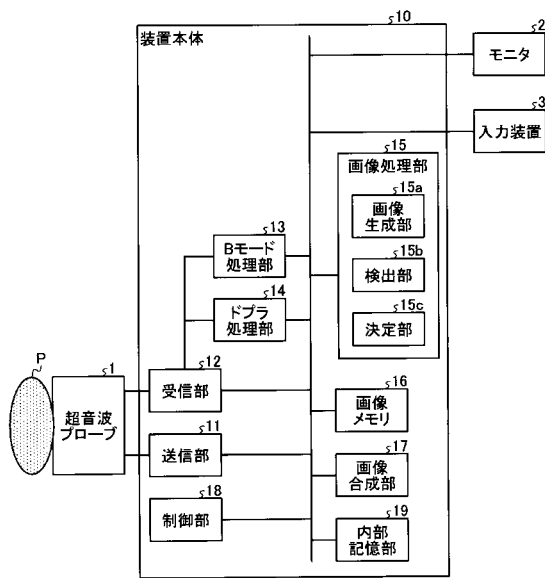 10
装置本体
2
モニタ
3
入力装置
15
画像処理部
15a
画像
生成部
15b
検出部
15c
決定部
13
Bモード
処理部
14
ドプラ
処理部
P
1
超音波
プローブ
12
受信部
11
送信部
18
制御部
16
画像
メモリ
17
画像
合成部
19
内部
記憶部